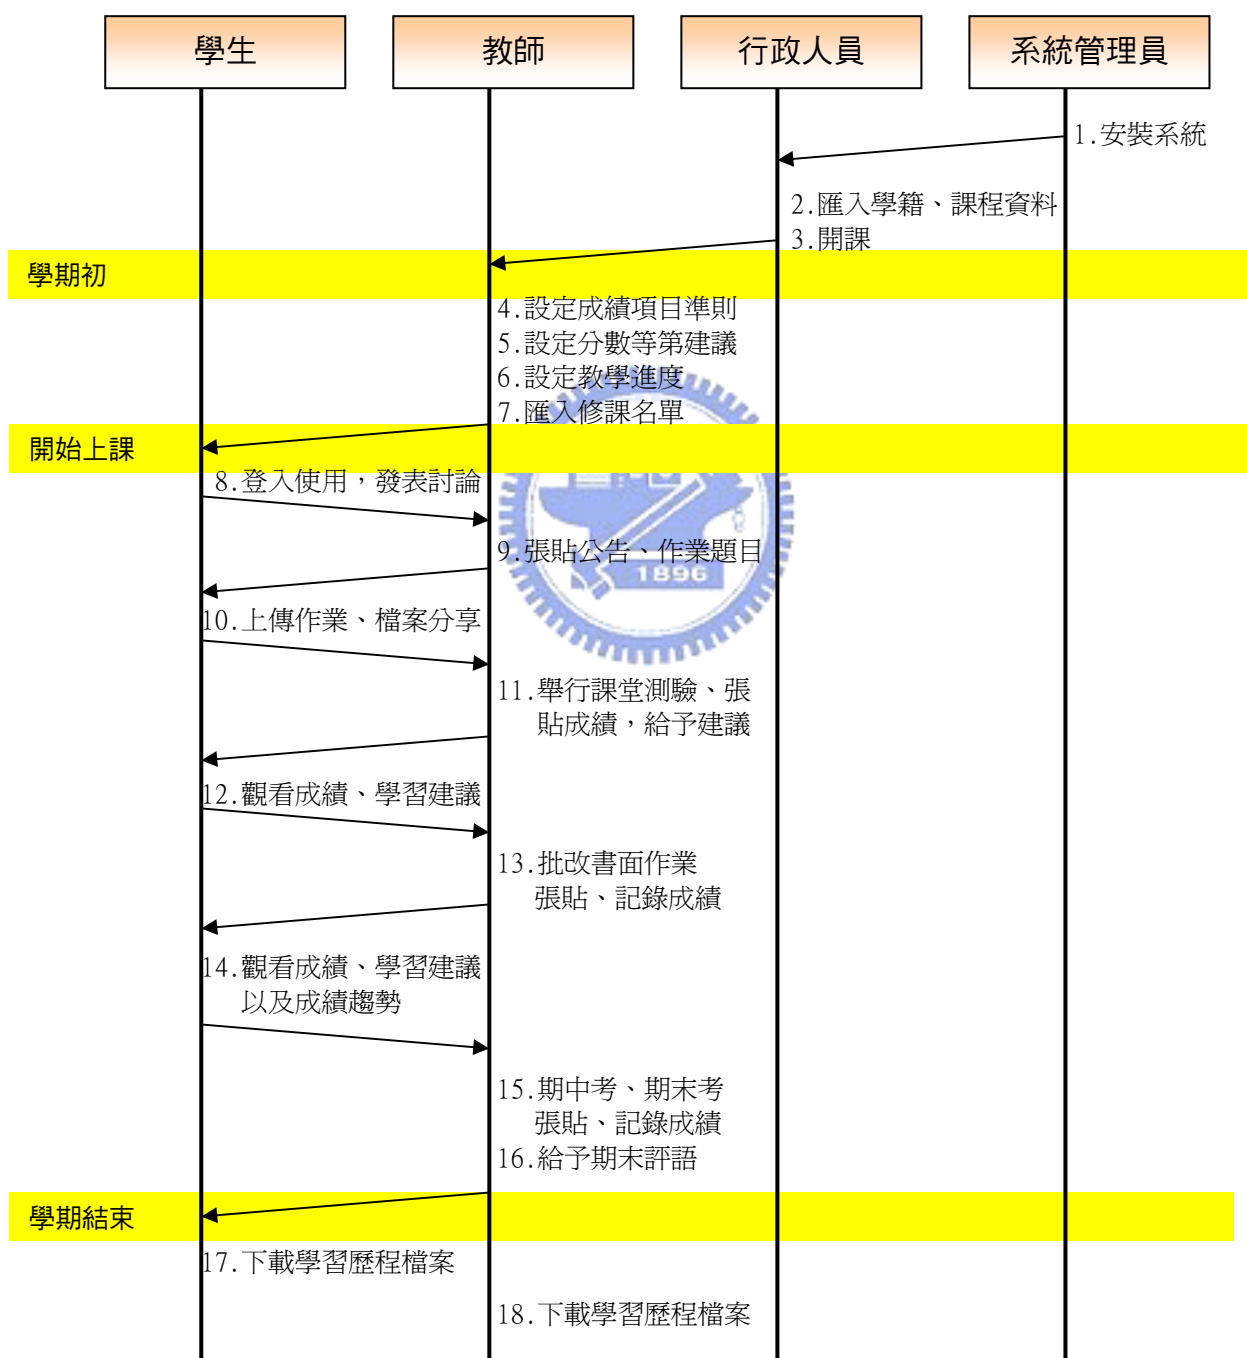 學生
教師
行政人員
系統管理員
1.安裝系統
2.匯入學籍、課程資料
3.開課
學期初
4.設定成績項目準則
5.設定分數等第建議
6.設定教學進度
7.匯入修課名單
開始上課
8.登入使用，發表討論
9.張貼公告、作業題目
1896
10.上傳作業、檔案分享
11.舉行課堂測驗、張
貼成績，給予建議
12.觀看成績、學習建議
13.批改書面作業
張貼、記錄成績
14.觀看成績、學習建議
以及成績趨勢
15.期中考、期末考
張貼、記錄成績
16.給予期末評語
學期結束
17.下載學習歷程檔案
18.下載學習歷程檔案